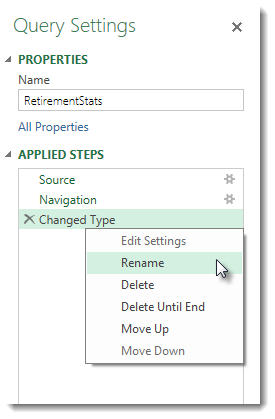 Query Settings
PROPERTIES
Name
RetirementStats
All Properties
APPLIED STEPS
Source
Navigation
Changed Type
Edit Settings
Rename
Delete
Delete Until End
Move Up
Move Down